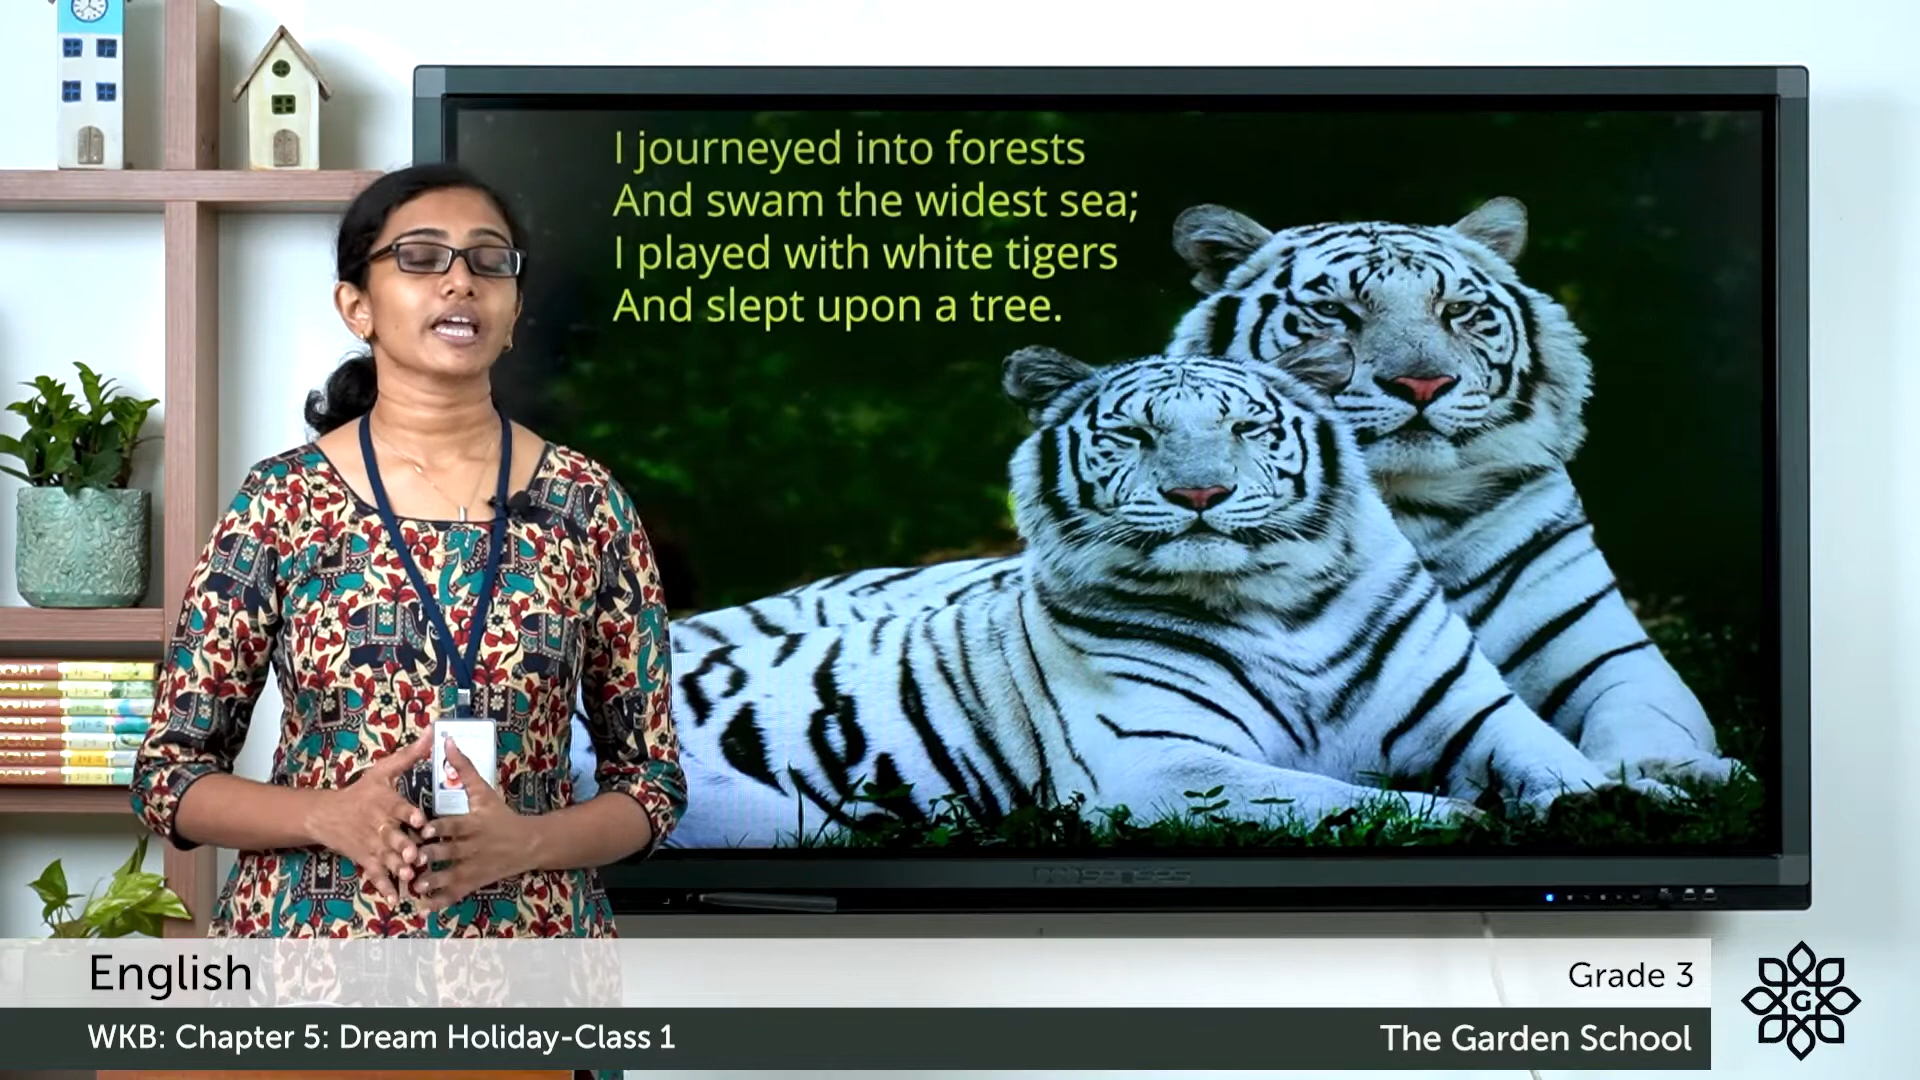 I journeyed into forests
And swam the widest sea;
I played with white tigers
And slept upon a tree.
English
Grade 3
WKB: Chapter 5: Dream Holiday-Class 1
The Garden School
G